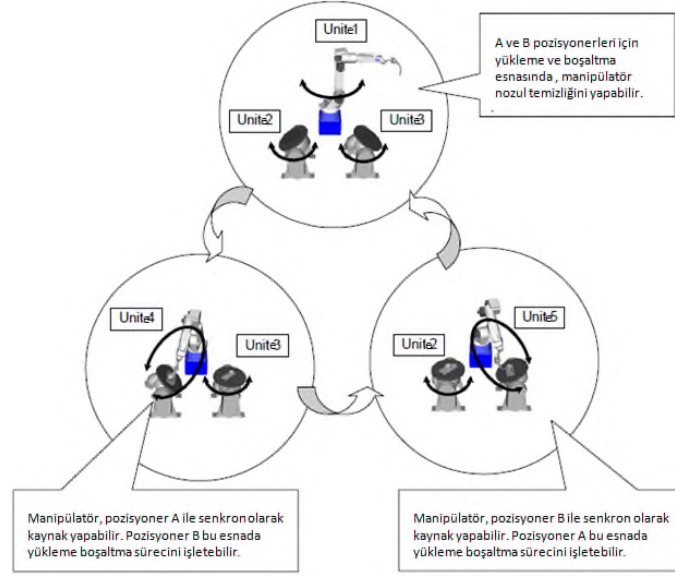 Unite1
A ve B pozisyonerleri için
yükleme ve boşaltma
esnasında , manipülatör
nozul temizliğini yapabilir.
.
Unite2
Unite3
Unite4
Unite3
Unite5
Unite2
Manipülatör, pozisyoner A ile senkron olarak
kaynak yapabilir. Pozisyoner B bu esnada
yükleme boşaltma sürecini işletebilir.
Manipülatör, pozisyoner B ile senkron olarak
kaynak yapabilir. Pozisyoner A bu esnada
yükleme boşaltma sürecini işletebilir.